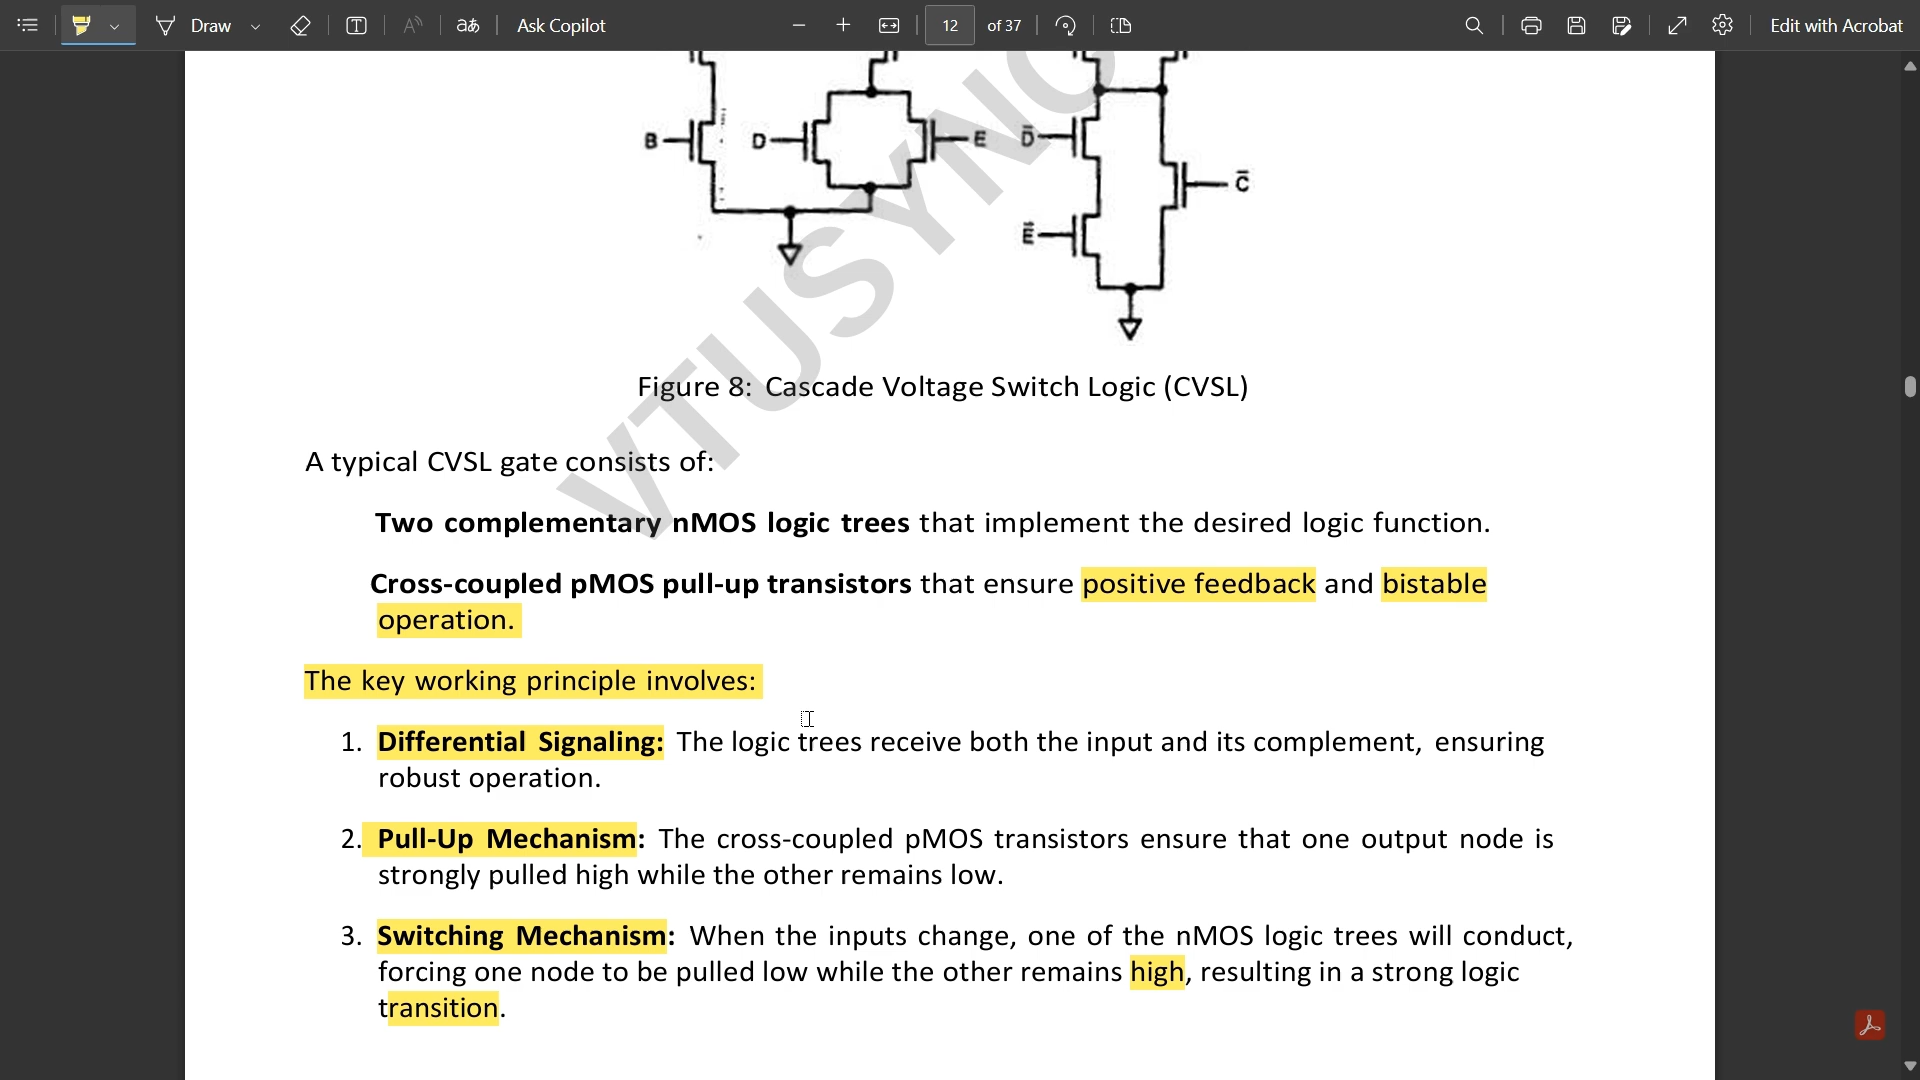 Draw
aあ
Ask Copilot
12 of 37
Edit with Acrobat
B
D
E
D̄
C̄
Ē
VTUSYNC
Figure 8: Cascade Voltage Switch Logic (CVSL)
A typical CVSL gate consists of:
Two complementary nMOS logic trees that implement the desired logic function.
Cross-coupled pMOS pull-up transistors that ensure positive feedback and bistable
operation.
The key working principle involves:
1. Differential Signaling: The logic trees receive both the input and its complement, ensuring
robust operation.
2. Pull-Up Mechanism: The cross-coupled pMOS transistors ensure that one output node is
strongly pulled high while the other remains low.
3. Switching Mechanism: When the inputs change, one of the nMOS logic trees will conduct,
forcing one node to be pulled low while the other remains high, resulting in a strong logic
transition.